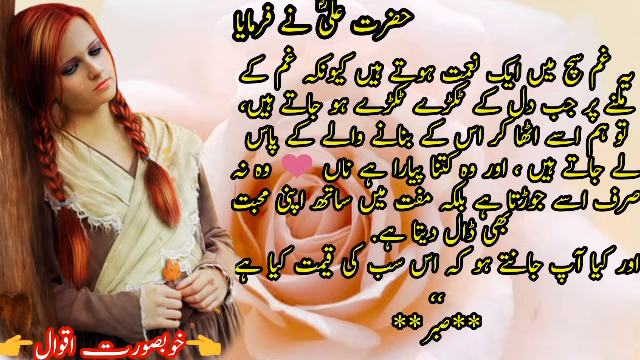 حضرت علیؓ نے فرمایا
یہ غم سچ میں ایک نعمت ہوتے ہیں کیونکہ غم کے
ملنے پر جب دل کے ٹکڑے ٹکڑے ہو جاتے ہیں،
تو ہم اسے اٹھا کر اس کے بنانے والے کے پاس
لے جاتے ہیں ، اور وہ کتنا پیارا ہے ناں ❤ وہ نہ
صرف اسے جوڑتا ہے بلکہ مفت میں ساتھ اپنی محبت
بھی ڈال دیتا ہے.
اور کیا آپ جانتے ہو کہ اس سب کی قیمت کیا ہے
،،
**صبر**
👉خوبصورت اقوال👈